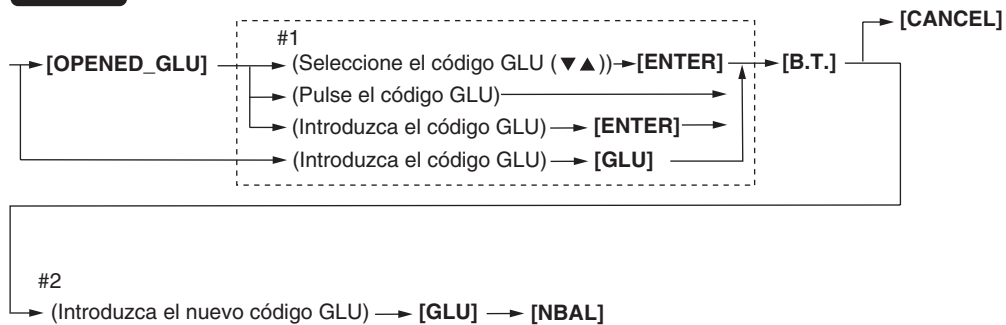 [CANCEL]
#1
[OPENED_GLU] (Seleccione el código GLU (▼▲)) [ENTER] [B.T.]
(Pulse el código GLU)
(Introduzca el código GLU) [ENTER]
(Introduzca el código GLU) [GLU]
#2
(Introduzca el nuevo código GLU) [GLU] [NBAL]